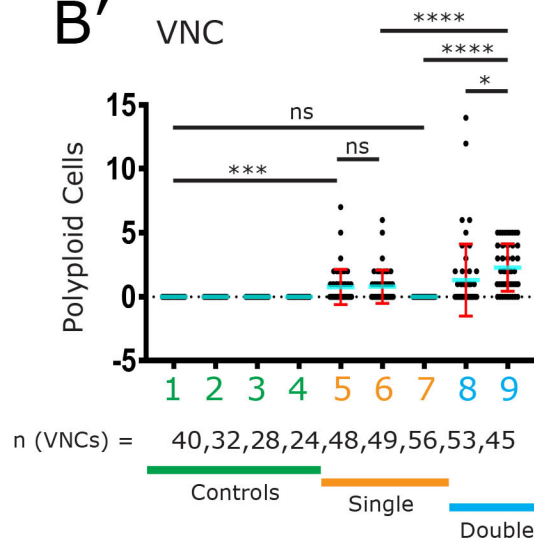 B′ VNC
****
****
*
ns
ns
***
Polyploid Cells
15
10
5
0
-5
1 2 3 4 5 6 7 8 9
n (VNCs) = 40,32,28,24,48,49,56,53,45
Controls
Single
Double